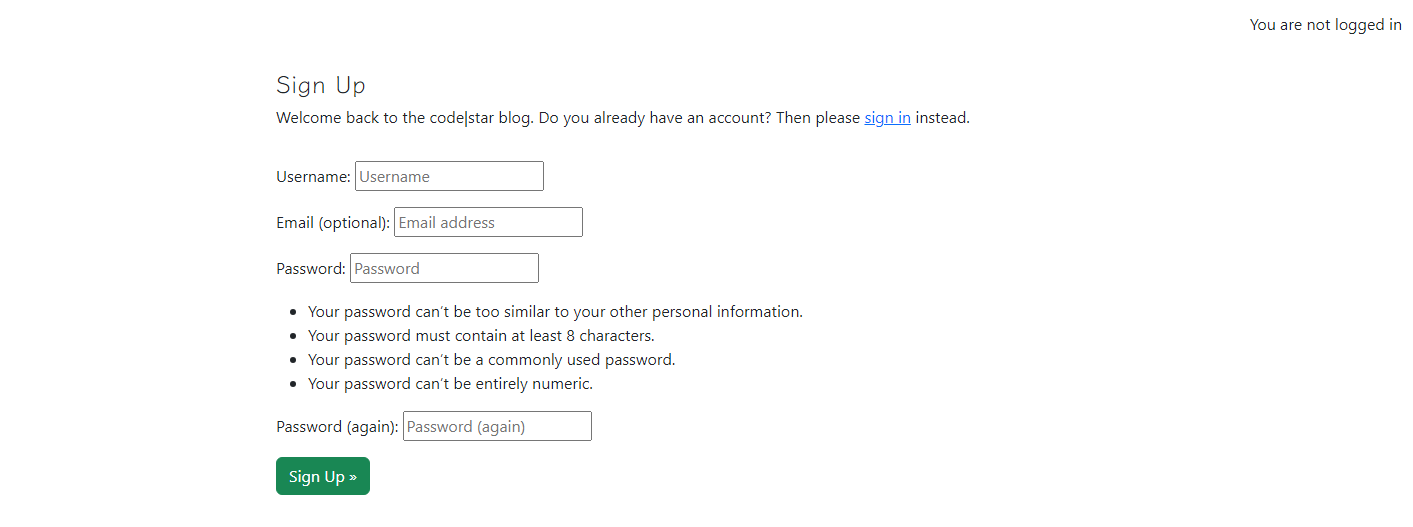 You are not logged in
Sign Up
Welcome back to the code|star blog. Do you already have an account? Then please sign in instead.
Username: Username
Email (optional): Email address
Password: Password
Your password can't be too similar to your other personal information.
Your password must contain at least 8 characters.
Your password can't be a commonly used password.
Your password can't be entirely numeric.
Password (again): Password (again)
Sign Up »